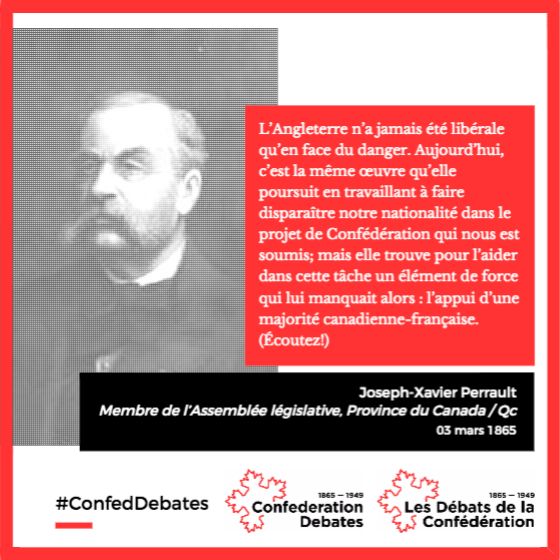 L'Angleterre n'a jamais été libérale
qu'en face du danger. Aujourd'hui,
c'est la même œuvre qu'elle
poursuit en travaillant à faire
disparaître notre nationalité dans le
projet de Confédération qui nous est
soumis; mais elle trouve pour l'aider
dans cette tâche un élément de force
qui lui manquait alors : l'appui d'une
majorité canadienne-française.
(Écoutez!)
Joseph-Xavier Perrault
Membre de l'Assemblée législative, Province du Canada / Qc
03 mars 1865
#ConfedDebates
1865 — 1949
Confederation
Debates
1865 — 1949
Les Débats de la
Confédération